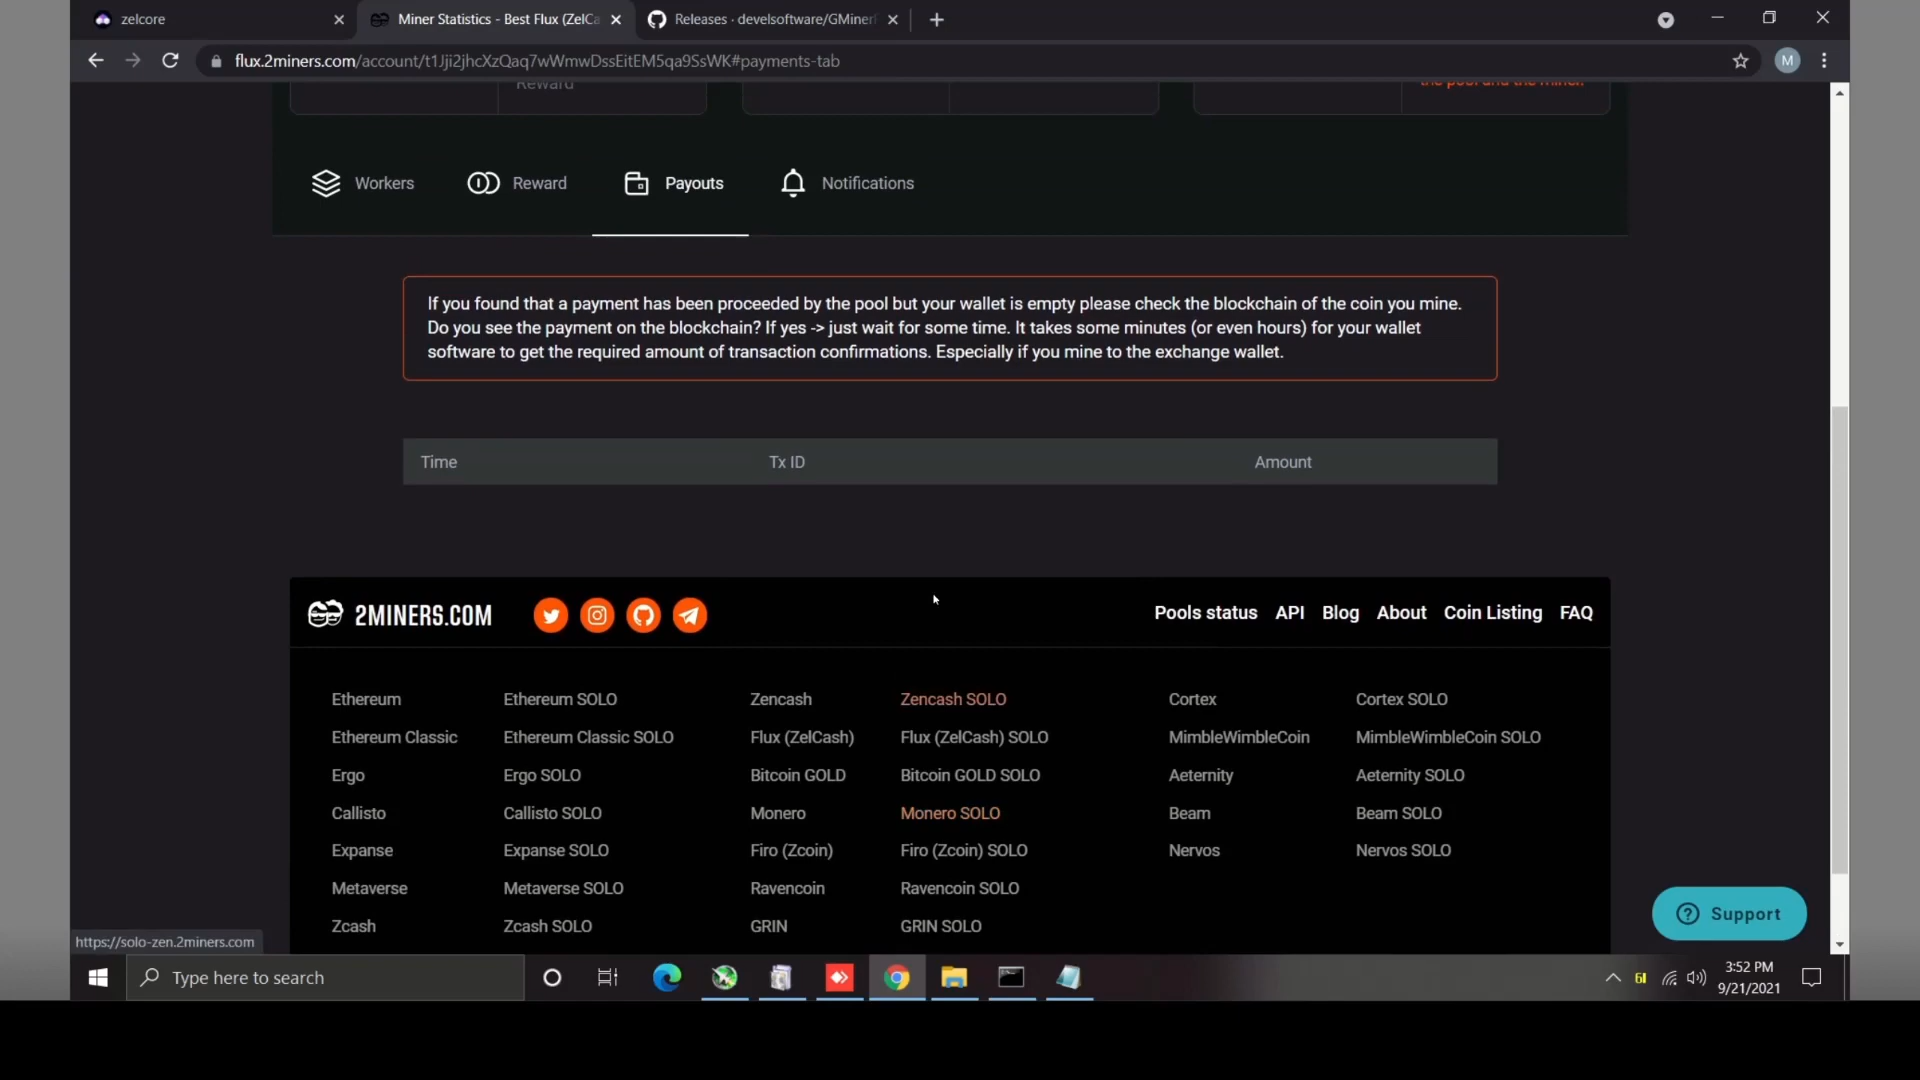 zelcore
Miner Statistics - Best Flux (ZelCa
Releases · develsoftware/GMinerF
flux.2miners.com/account/t1Jji2jhcXzQaq7wWmwDssEitEM5qa9SsWK#payments-tab
M
Reward
the pool and the miner.
Workers
Reward
Payouts
Notifications
If you found that a payment has been proceeded by the pool but your wallet is empty please check the blockchain of the coin you mine.
Do you see the payment on the blockchain? If yes -> just wait for some time. It takes some minutes (or even hours) for your wallet
software to get the required amount of transaction confirmations. Especially if you mine to the exchange wallet.
Time Tx ID Amount
2MINERS.COM
Pools status API Blog About Coin Listing FAQ
Ethereum Ethereum SOLO Zencash Zencash SOLO Cortex Cortex SOLO
Ethereum Classic Ethereum Classic SOLO Flux (ZelCash) Flux (ZelCash) SOLO MimbleWimbleCoin MimbleWimbleCoin SOLO
Ergo Ergo SOLO Bitcoin GOLD Bitcoin GOLD SOLO Aeternity Aeternity SOLO
Callisto Callisto SOLO Monero Monero SOLO Beam Beam SOLO
Expanse Expanse SOLO Firo (Zcoin) Firo (Zcoin) SOLO Nervos Nervos SOLO
Metaverse Metaverse SOLO Ravencoin Ravencoin SOLO
Zcash Zcash SOLO GRIN GRIN SOLO
Support
https://solo-zen.2miners.com
Type here to search
61
3:52 PM
9/21/2021